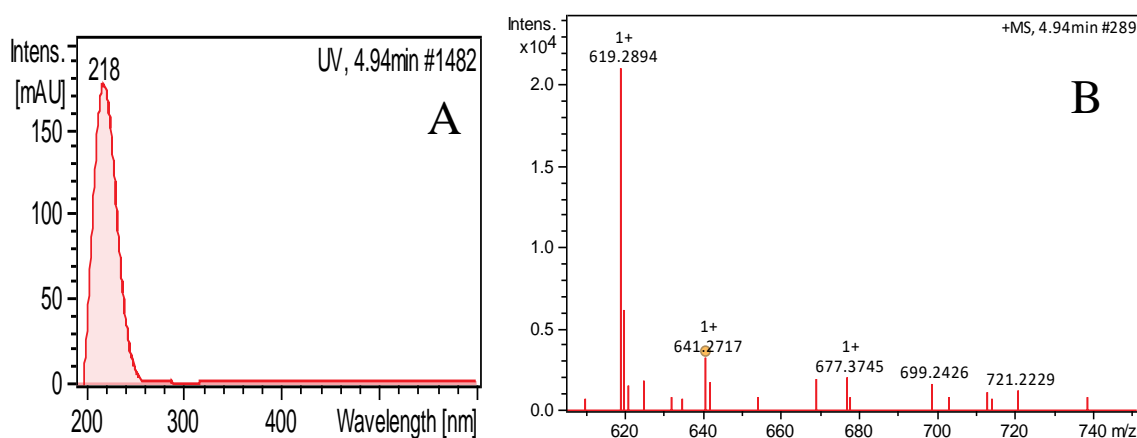 Intens.
[mAU]
UV, 4.94min #1482
218
A
150
100
50
0
200
300
400
Wavelength [nm]
Intens.
x10⁴
+MS, 4.94min #289
1+
619.2894
B
2.0
1.5
1.0
0.5
0.0
1+
641.2717
1+
677.3745
699.2426
721.2229
620
640
660
680
700
720
740
m/z